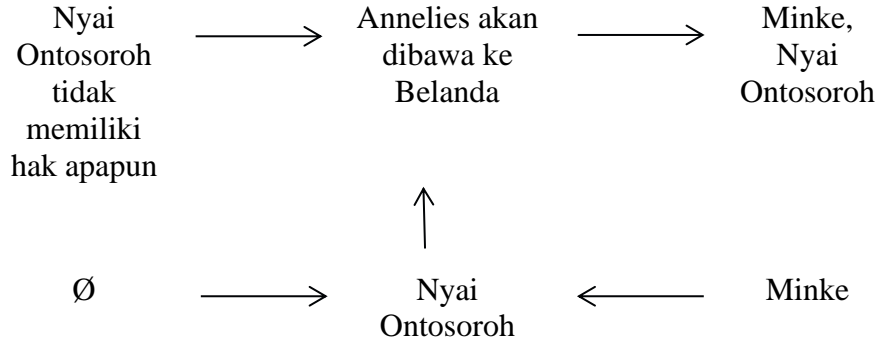 Nyai
Ontosoroh
tidak
memiliki
hak apapun
Annelies akan
dibawa ke
Belanda
Minke,
Nyai
Ontosoroh
Ø
Nyai
Ontosoroh
Minke